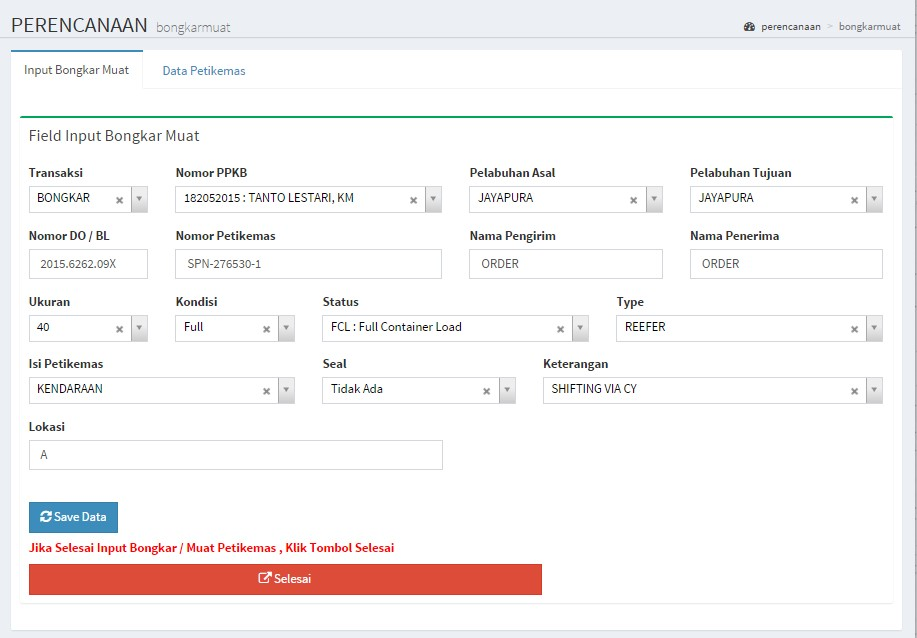 PERENCANAAN bongkarmuat
perencanaan > bongkarmuat
Input Bongkar Muat Data Petikemas
Field Input Bongkar Muat
Transaksi Nomor PPKB Pelabuhan Asal Pelabuhan Tujuan
BONGKAR × 182052015 : TANTO LESTARI, KM × JAYAPURA × JAYAPURA ×
Nomor DO / BL Nomor Petikemas Nama Pengirim Nama Penerima
2015.6262.09X SPN-276530-1 ORDER ORDER
Ukuran Kondisi Status Type
40 × Full × FCL : Full Container Load × REEFER ×
Isi Petikemas Seal Keterangan
KENDARAAN × Tidak Ada × SHIFTING VIA CY ×
Lokasi
A
Save Data
Jika Selesai Input Bongkar / Muat Petikemas , Klik Tombol Selesai
Selesai